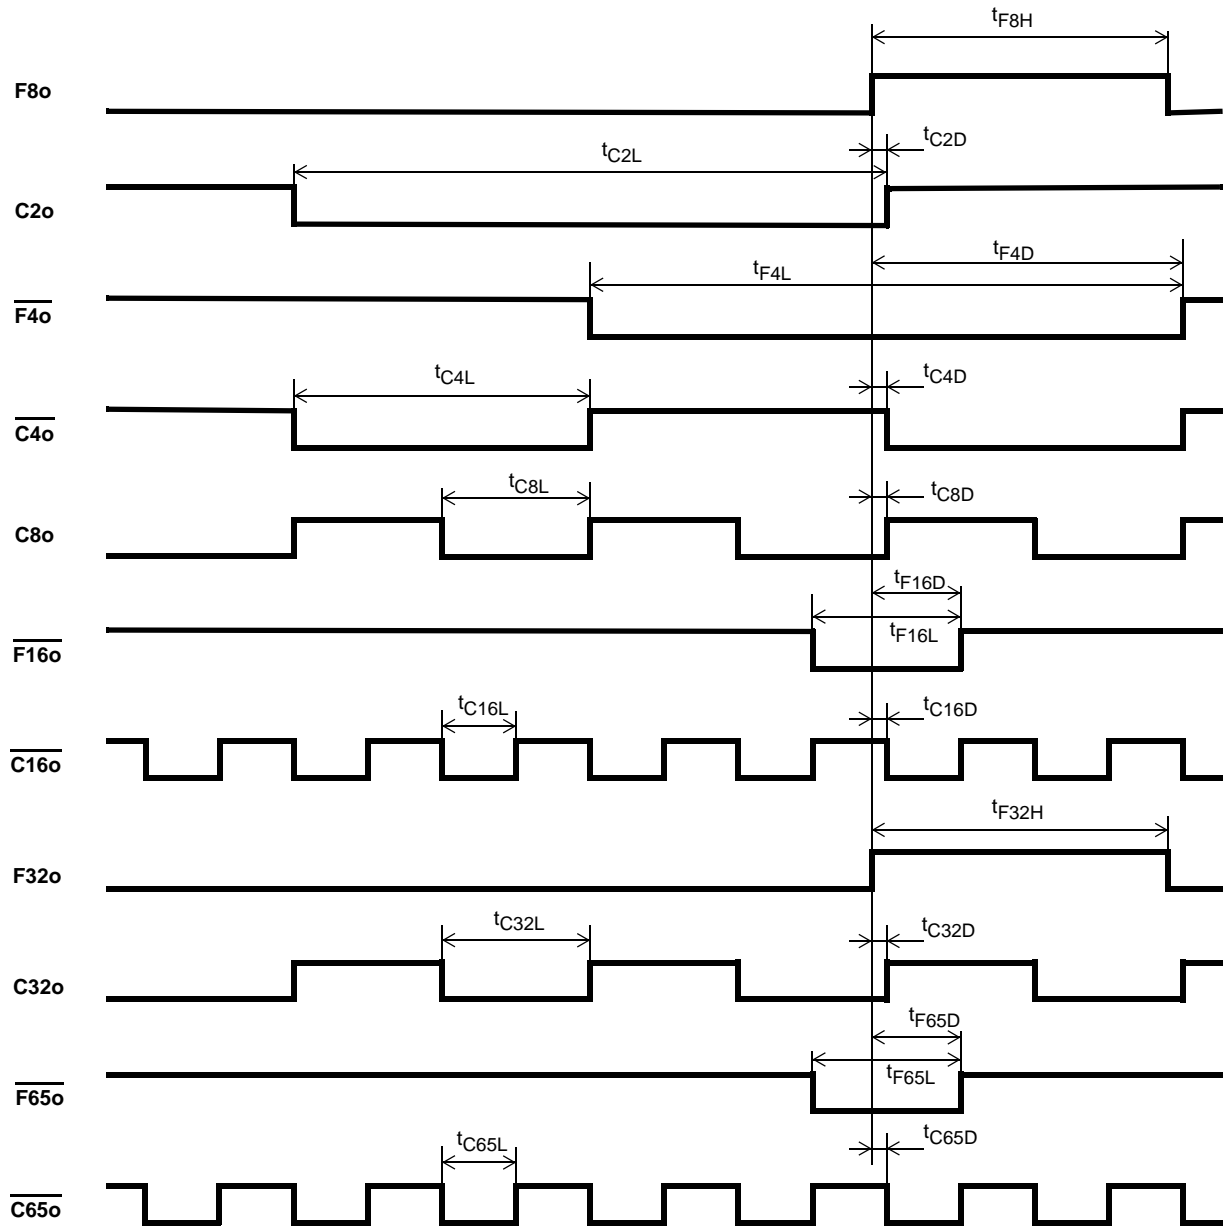 tF8H
F8o
tC2D
tC2L
C2o
tF4D
tF4L
F4o
tC4L
tC4D
C4o
tC8L
tC8D
C8o
tF16D
tF16L
F16o
tC16L
tC16D
C16o
tF32H
F32o
tC32L
tC32D
C32o
tF65D
tF65L
F65o
tC65L
tC65D
C65o